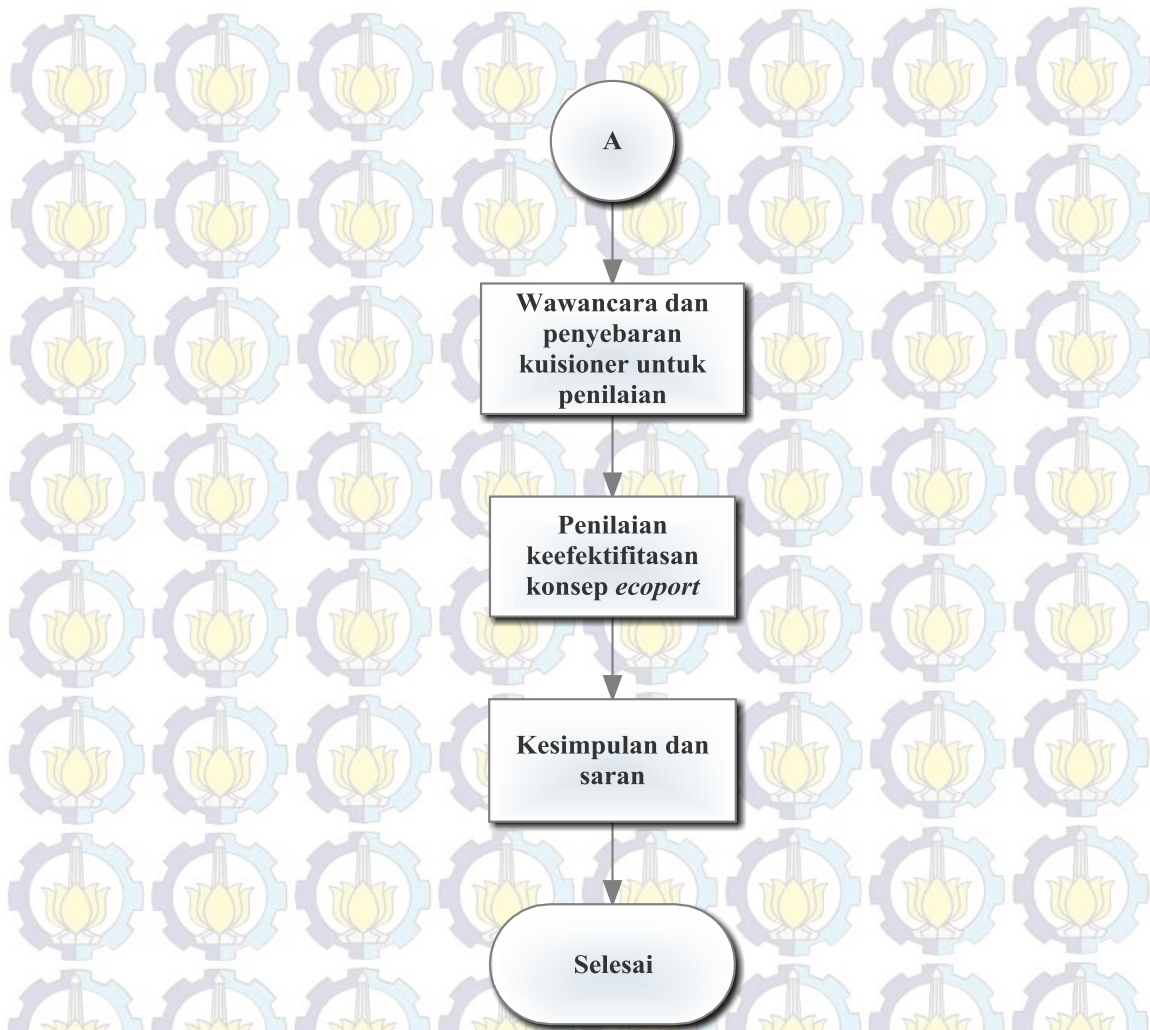 A
Wawancara dan
penyebaran
kuisioner untuk
penilaian
Penilaian
keefektifitasan
konsep ecoport
Kesimpulan dan
saran
Selesai